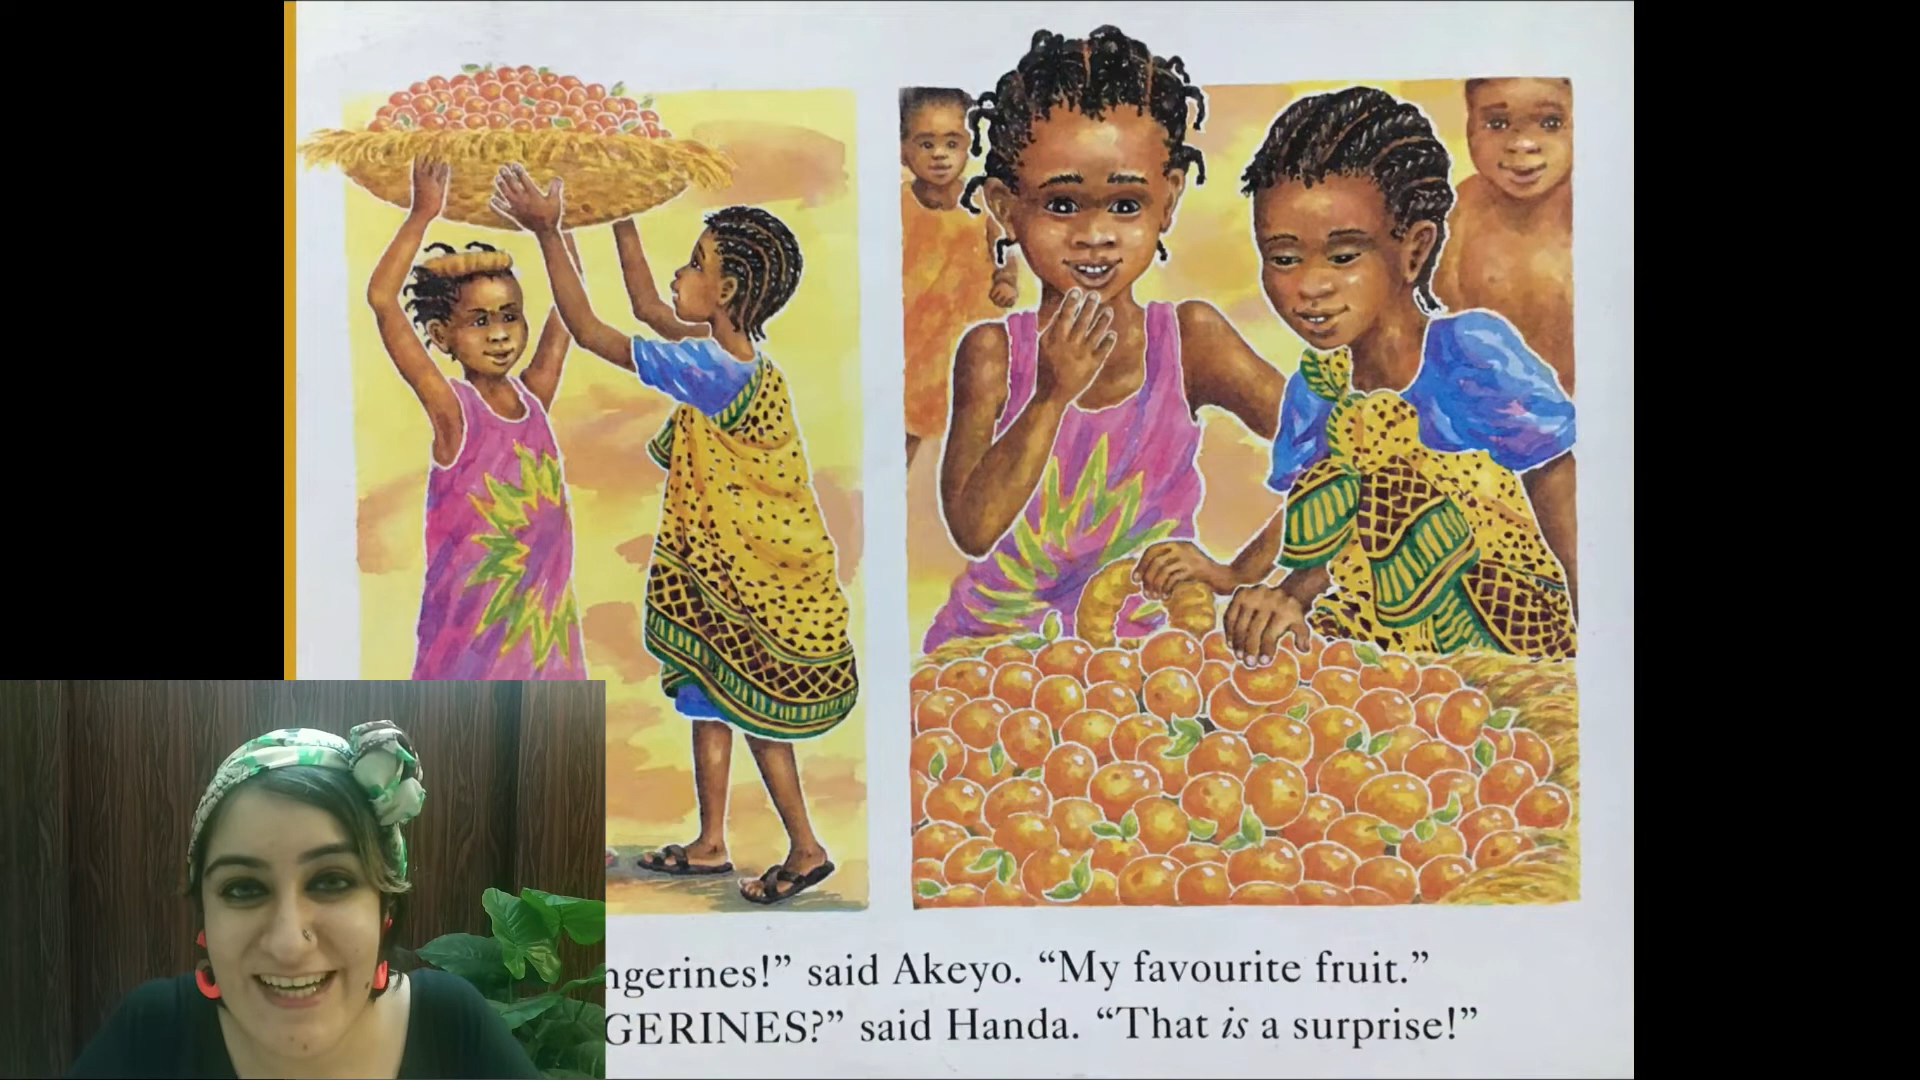 ngerines!” said Akeyo. “My favourite fruit.”
GERINES?” said Handa. “That is a surprise!”